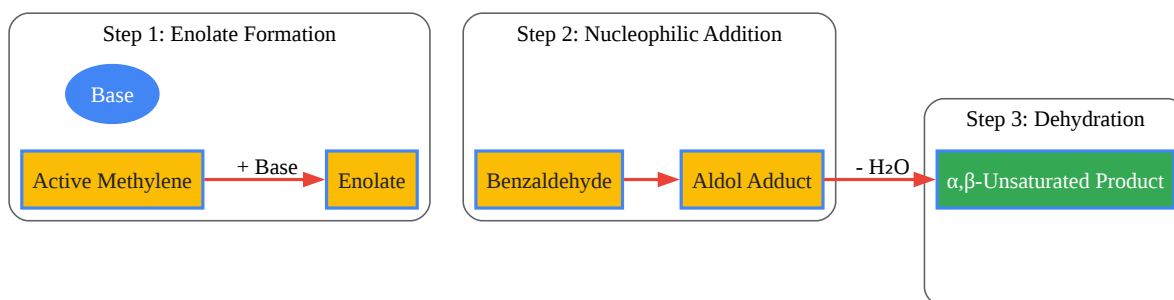 Step 1: Enolate Formation
Base
Active Methylene
+ Base
Enolate
Step 2: Nucleophilic Addition
Benzaldehyde
Aldol Adduct
- H₂O
Step 3: Dehydration
α,β-Unsaturated Product